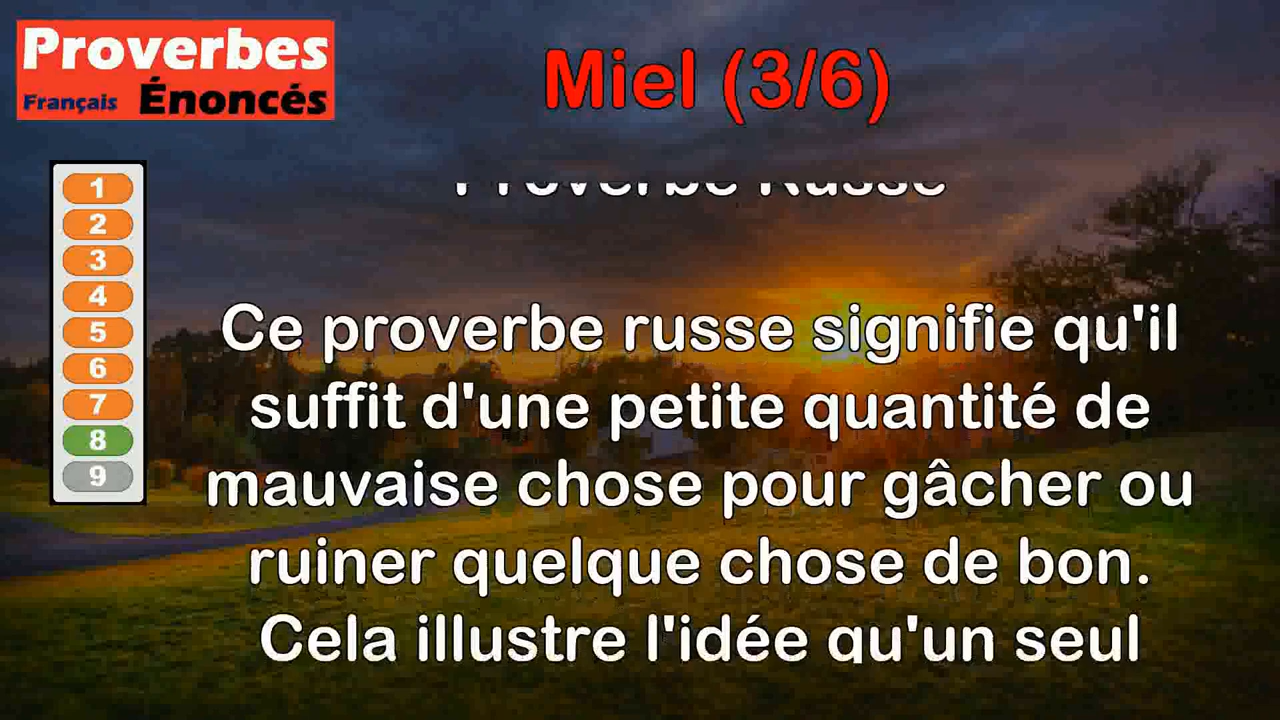 Proverbes
Français Énoncés
Miel (3/6)
Proverbe Russe
1
2
3
4
5
6
7
8
9
Ce proverbe russe signifie qu'il
suffit d'une petite quantité de
mauvaise chose pour gâcher ou
ruiner quelque chose de bon.
Cela illustre l'idée qu'un seul